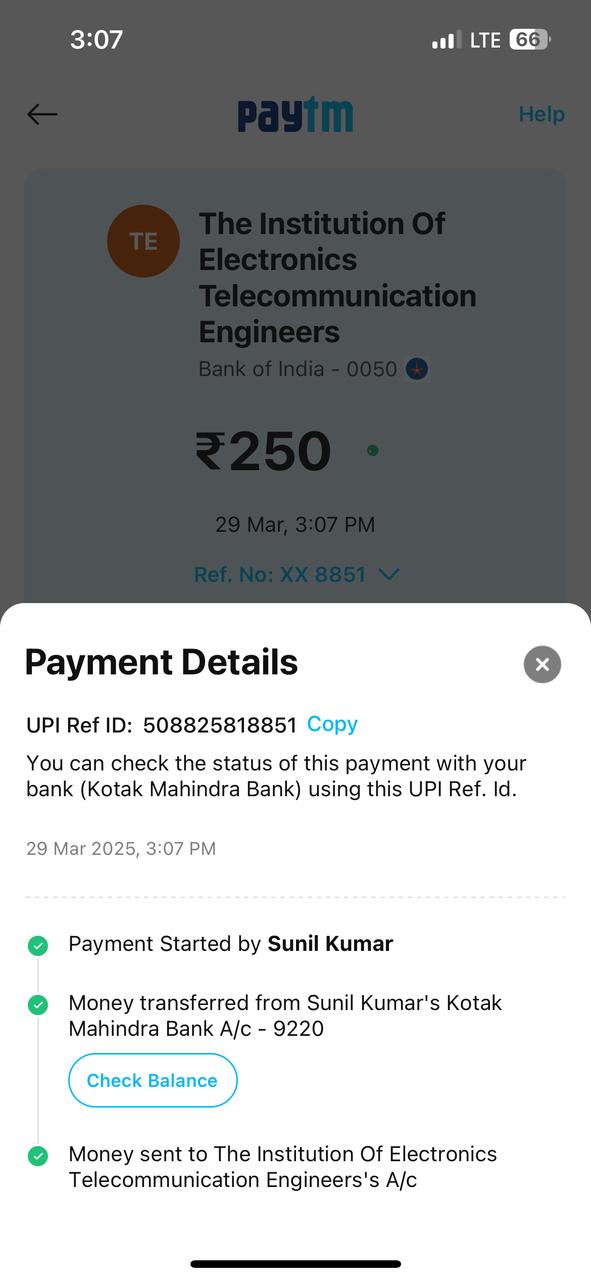 3:07
LTE 66
paytm
Help
TE
The Institution Of
Electronics
Telecommunication
Engineers
Bank of India - 0050
₹250
29 Mar, 3:07 PM
Ref. No: XX 8851
Payment Details
UPI Ref ID: 508825818851 Copy
You can check the status of this payment with your
bank (Kotak Mahindra Bank) using this UPI Ref. Id.
29 Mar 2025, 3:07 PM
Payment Started by Sunil Kumar
Money transferred from Sunil Kumar's Kotak
Mahindra Bank A/c - 9220
Check Balance
Money sent to The Institution Of Electronics
Telecommunication Engineers's A/c